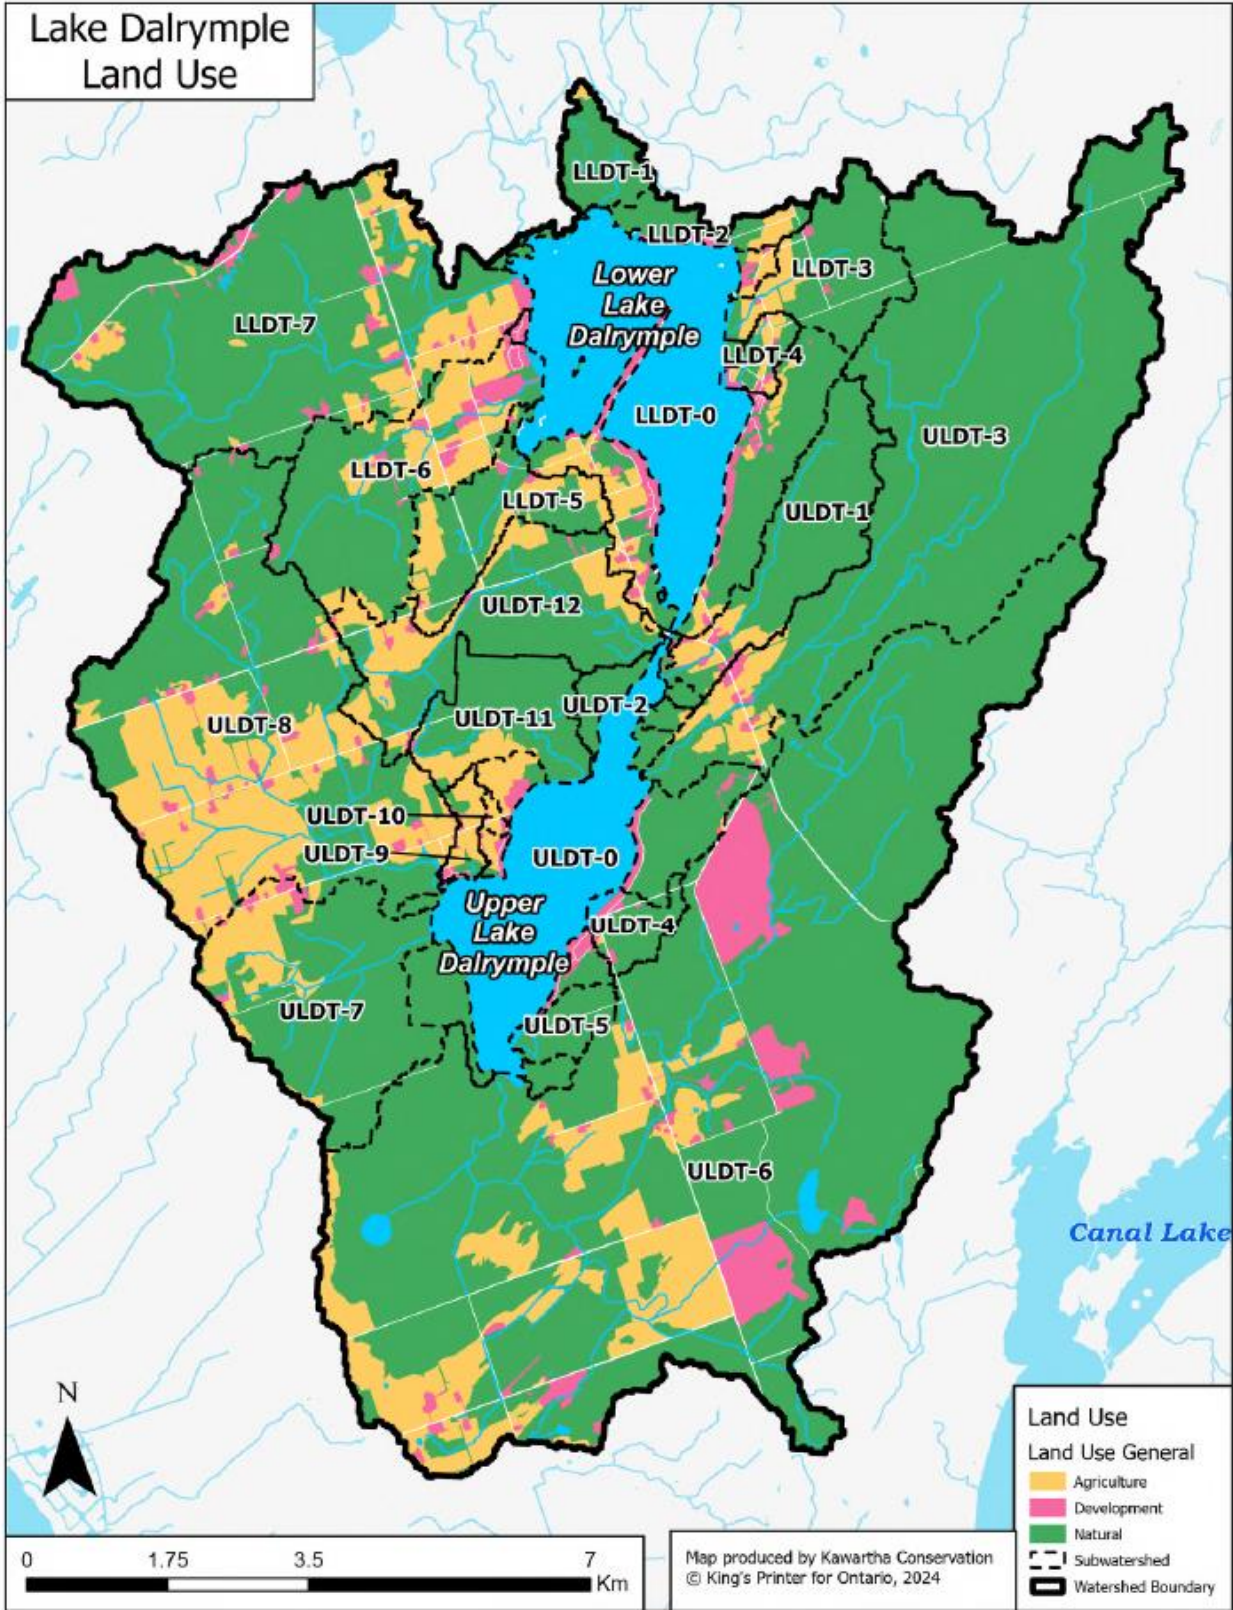 Lake Dalrymple
Land Use
LLDT-1
LLDT-2
Lower
Lake
Dalrymple
LLDT-3
LLDT-7
LLDT-4
LLDT-0
ULDT-3
LLDT-6
LLDT-5
ULDT-1
ULDT-12
ULDT-2
ULDT-11
ULDT-8
ULDT-10
ULDT-9
ULDT-0
Upper
Lake
Dalrymple
ULDT-4
ULDT-7
ULDT-5
ULDT-6
Canal Lake
N
Land Use
Land Use General
Agriculture
Development
Natural
Subwatershed
Watershed Boundary
0 1.75 3.5 7
Km
Map produced by Kawartha Conservation
© King's Printer for Ontario, 2024